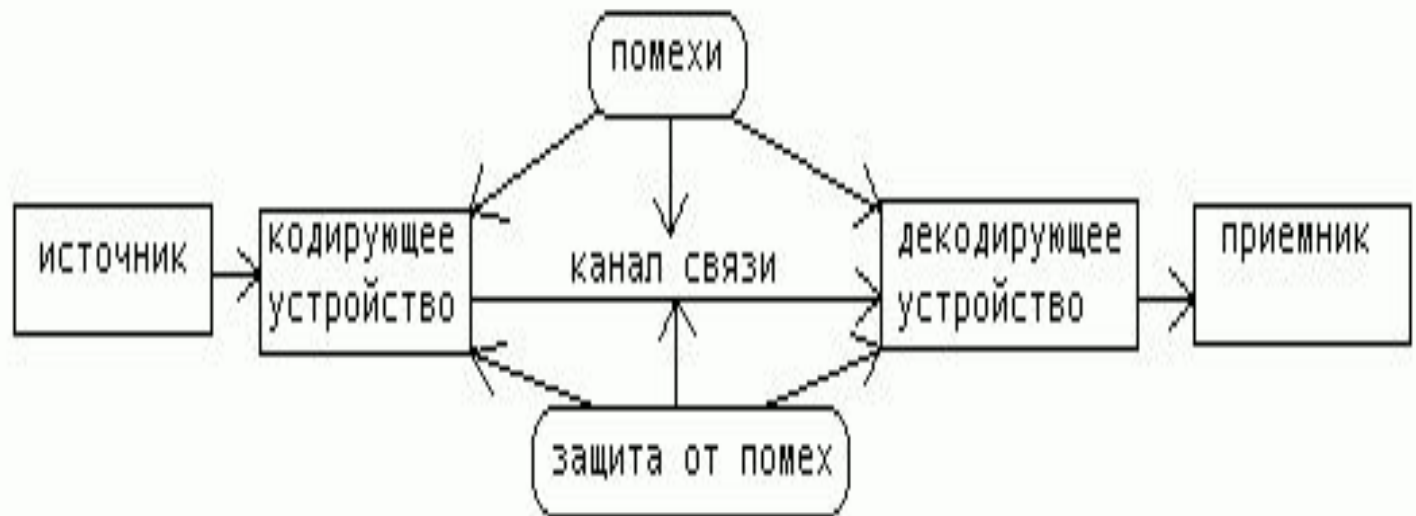 помехи
источник
кодирующее
устройство
канал связи
декодирующее
устройство
приемник
защита от помех